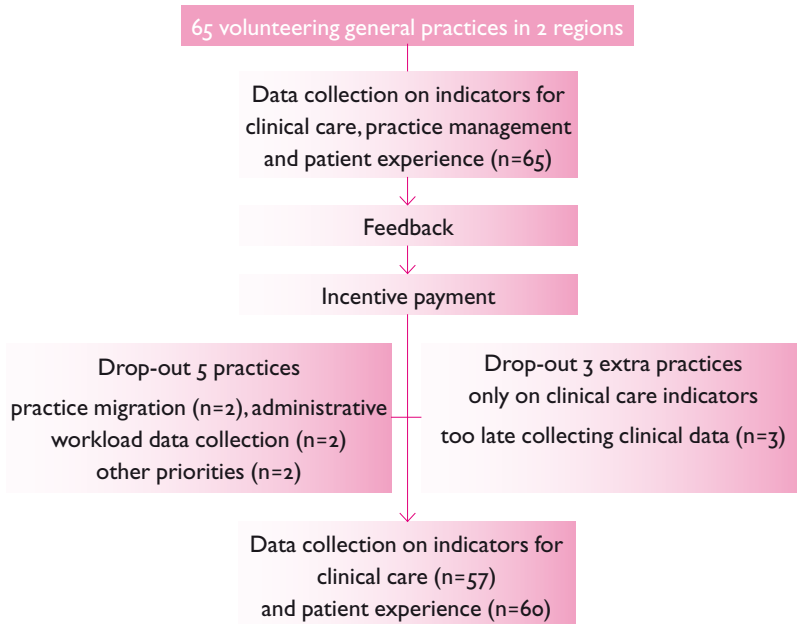 65 volunteering general practices in 2 regions
Data collection on indicators for
clinical care, practice management
and patient experience (n=65)
Feedback
Incentive payment
Drop-out 5 practices
practice migration (n=2), administrative
workload data collection (n=2)
other priorities (n=2)
Drop-out 3 extra practices
only on clinical care indicators
too late collecting clinical data (n=3)
Data collection on indicators for
clinical care (n=57)
and patient experience (n=60)